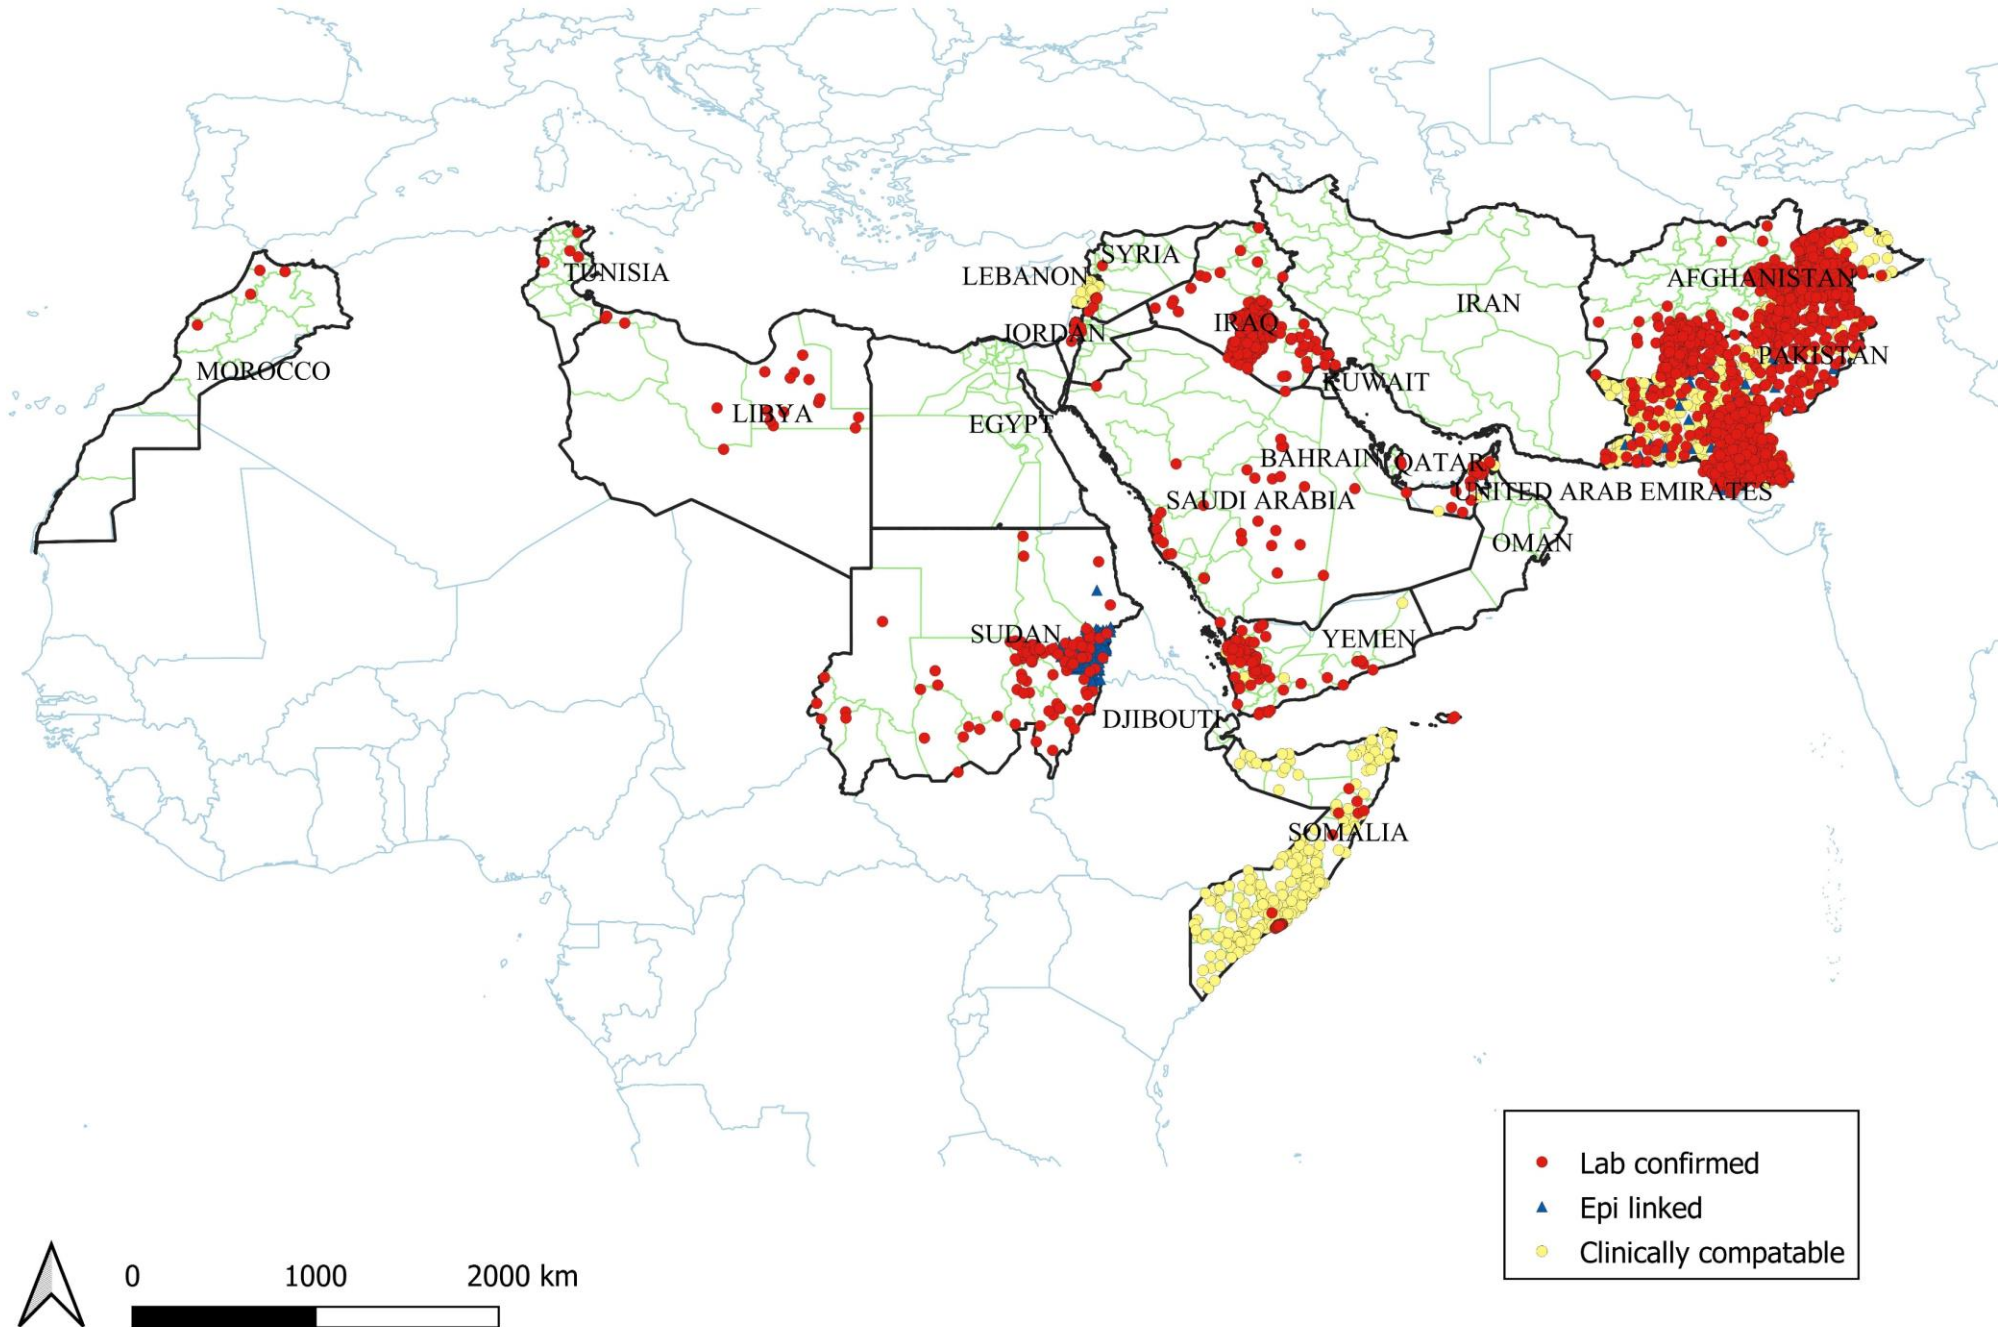 SYRIA
LEBANON
TUNISIA
AFGHANISTAN
IRAN
IRAQ
JORDAN
PAKISTAN
MOROCCO
KUWAIT
LIBYA
EGYPT
BAHRAIN
QATAR
SAUDI ARABIA
UNITED ARAB EMIRATES
OMAN
SUDAN
YEMEN
DJIBOUTI
SOMALIA
Lab confirmed
Epi linked
Clinically compatable
0 1000 2000 km